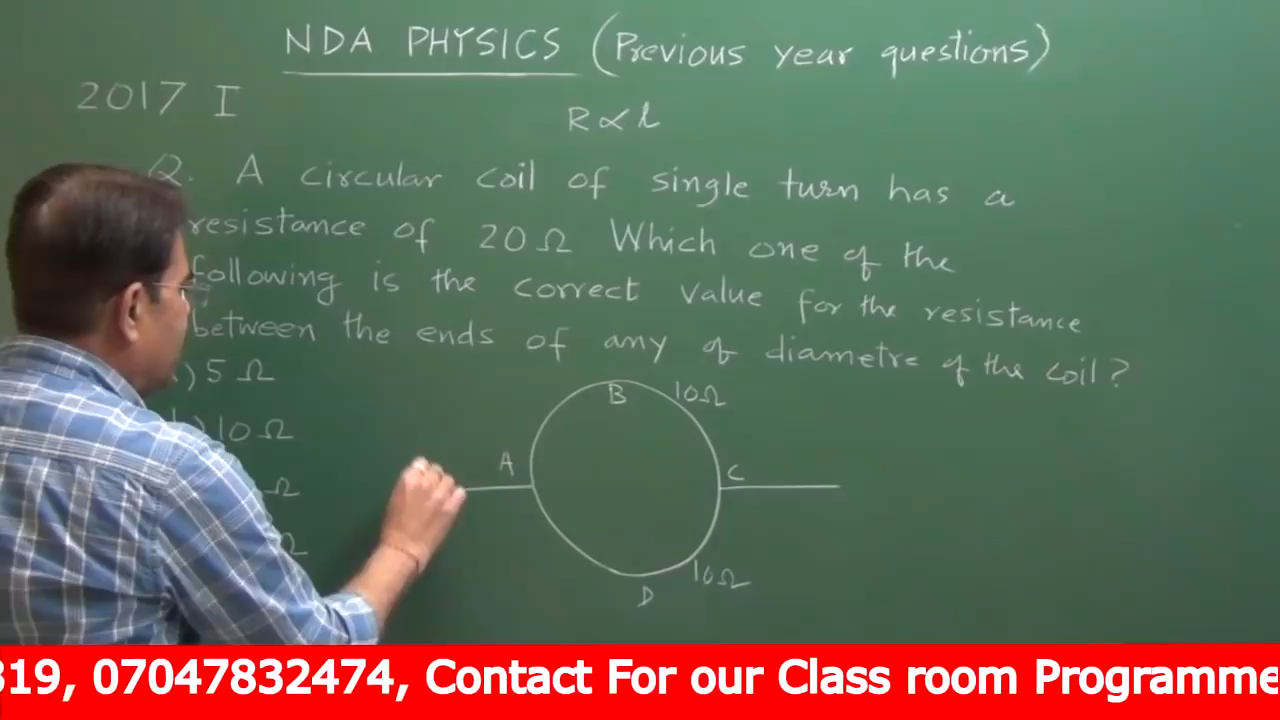 NDA PHYSICS (Previous year questions)
2017 I
R ∝ l
Q. A circular coil of single turn has a
resistance of 20 Ω Which one of the
following is the correct value for the resistance
between the ends of any of diametre of the coil?
) 5 Ω
) 10 Ω
Ω
Ω
B
10Ω
A
C
10Ω
D
319, 07047832474, Contact For our Class room Programme